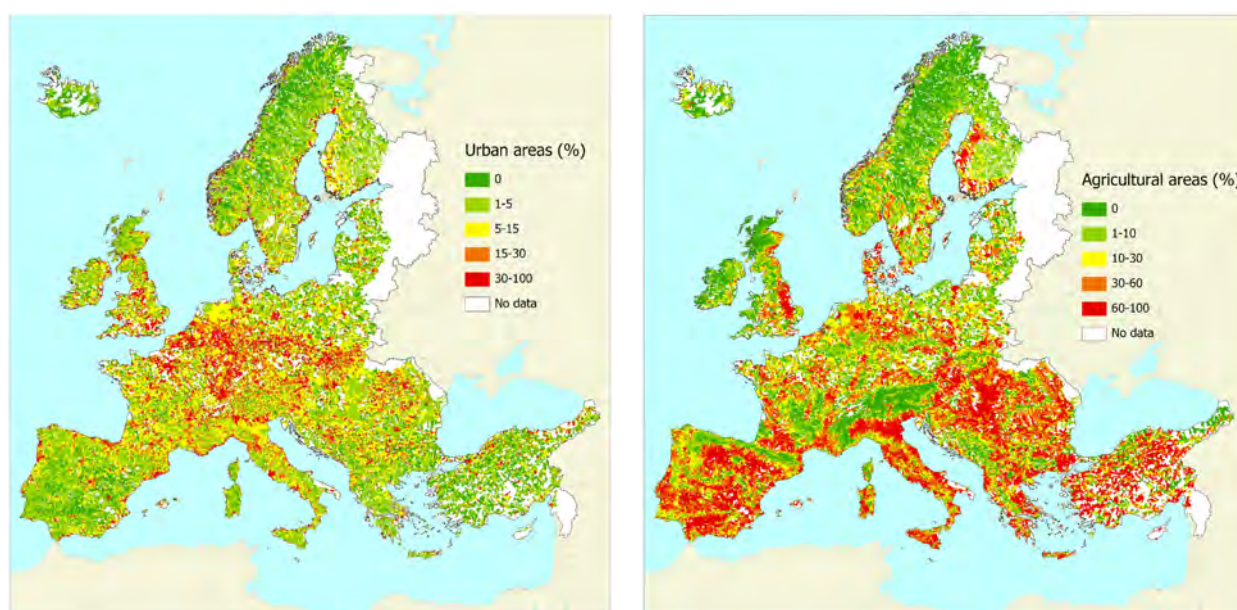 Urban areas (%)
0
1-5
5-15
15-30
30-100
No data
Agricultural areas (%)
0
1-10
10-30
30-60
60-100
No data